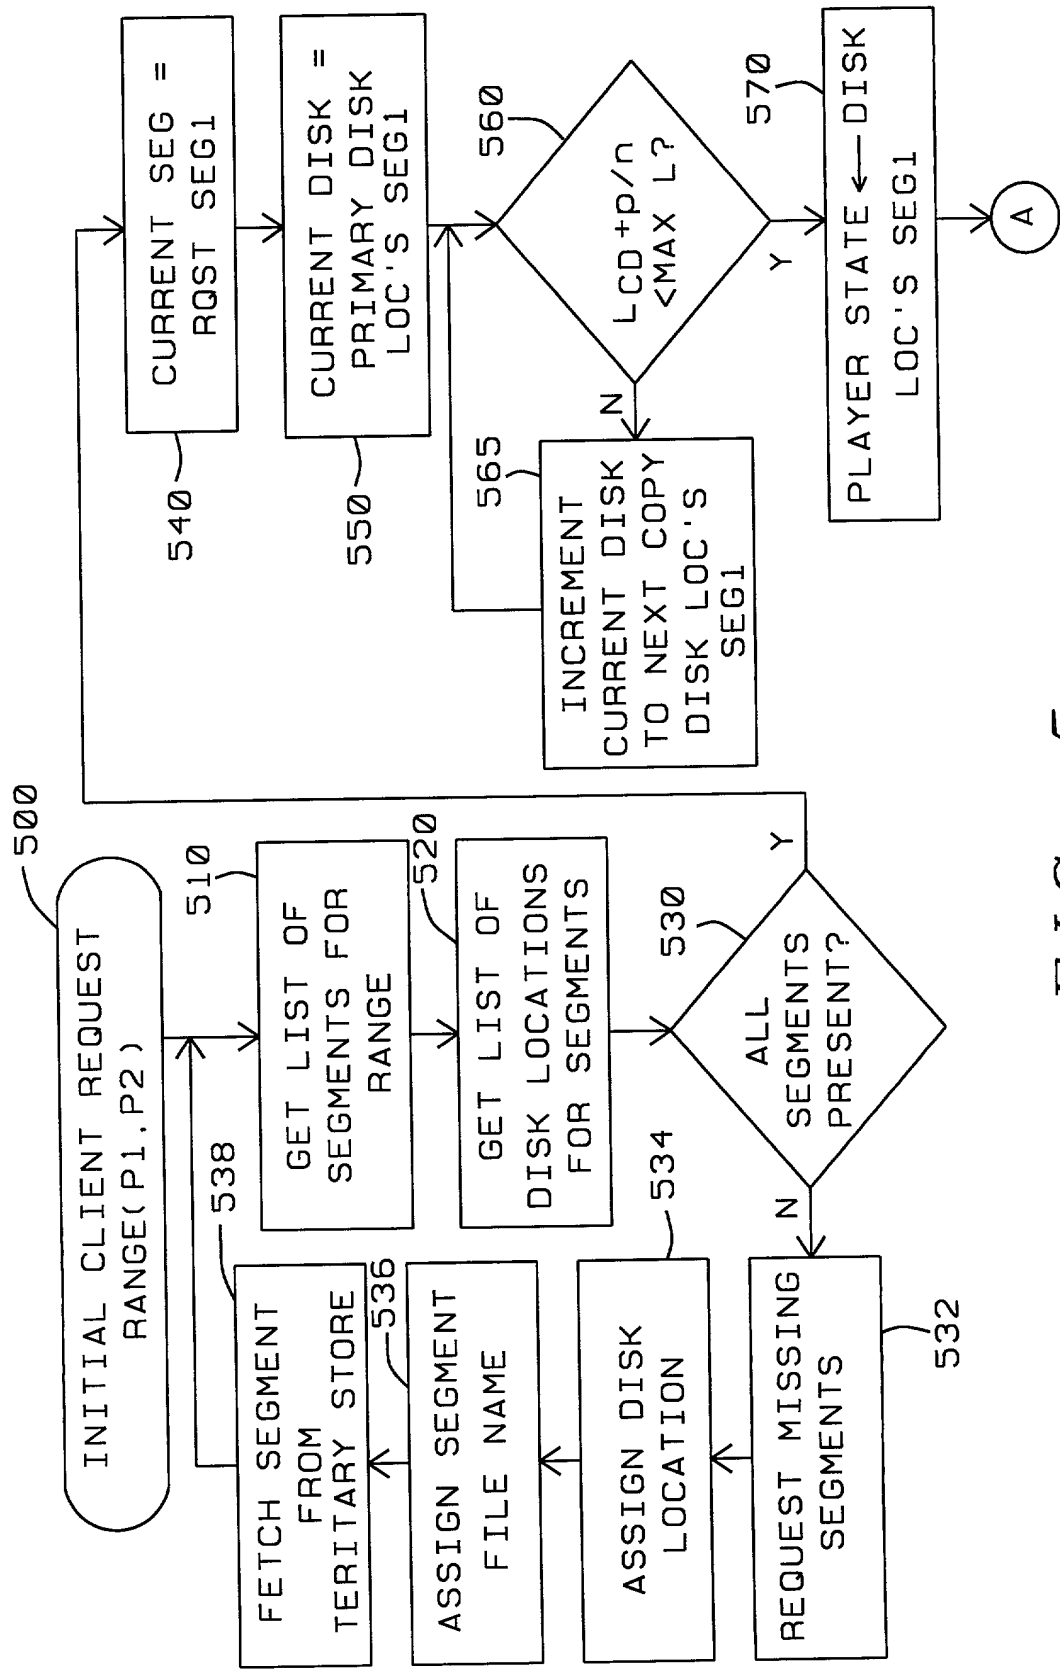 500
INITIAL CLIENT REQUEST
RANGE(P1,P2)
510
GET LIST OF
SEGMENTS FOR
RANGE
520
GET LIST OF
DISK LOCATIONS
FOR SEGMENTS
530
ALL
SEGMENTS
PRESENT?
Y
N
532
REQUEST MISSING
SEGMENTS
534
ASSIGN DISK
LOCATION
536
ASSIGN SEGMENT
FILE NAME
538
FETCH SEGMENT
FROM
TERITARY STORE
540
CURRENT SEG =
RQST SEG1
550
CURRENT DISK =
PRIMARY DISK
LOC'S SEG1
560
LCD+p/n
<MAX L?
N
Y
565
INCREMENT
CURRENT DISK
TO NEXT COPY
DISK LOC'S
SEG1
570
PLAYER STATE ← DISK
LOC'S SEG1
A